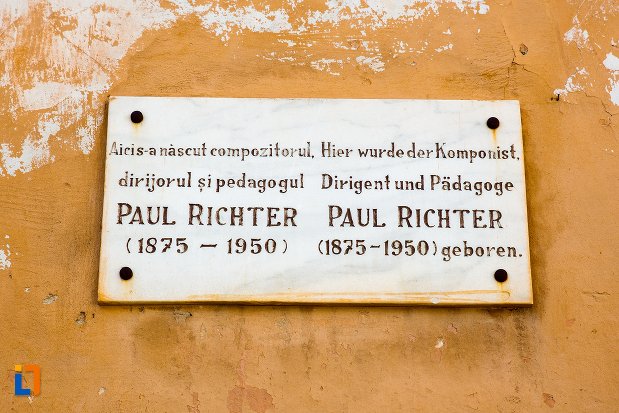 Aici s-a născut compozitorul,
dirijorul și pedagogul
PAUL RICHTER
(1875 – 1950)
Hier wurde der Komponist,
Dirigent und Pädagoge
PAUL RICHTER
(1875-1950) geboren.